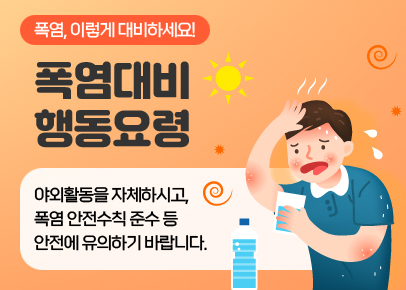 폭염, 이렇게 대비하세요!
폭염대비
행동요령
야외활동을 자제하시고,
폭염 안전수칙 준수 등
안전에 유의하기 바랍니다.